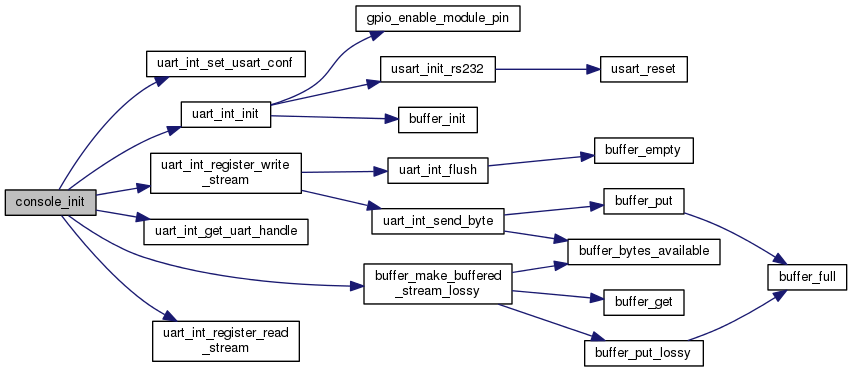 gpio_enable_module_pin
uart_int_set_usart_conf
usart_init_rs232
usart_reset
uart_int_init
buffer_init
buffer_empty
uart_int_register_write
_stream
uart_int_flush
console_init
buffer_put
uart_int_send_byte
uart_int_get_uart_handle
buffer_bytes_available
buffer_make_buffered
_stream_lossy
buffer_full
buffer_get
uart_int_register_read
_stream
buffer_put_lossy